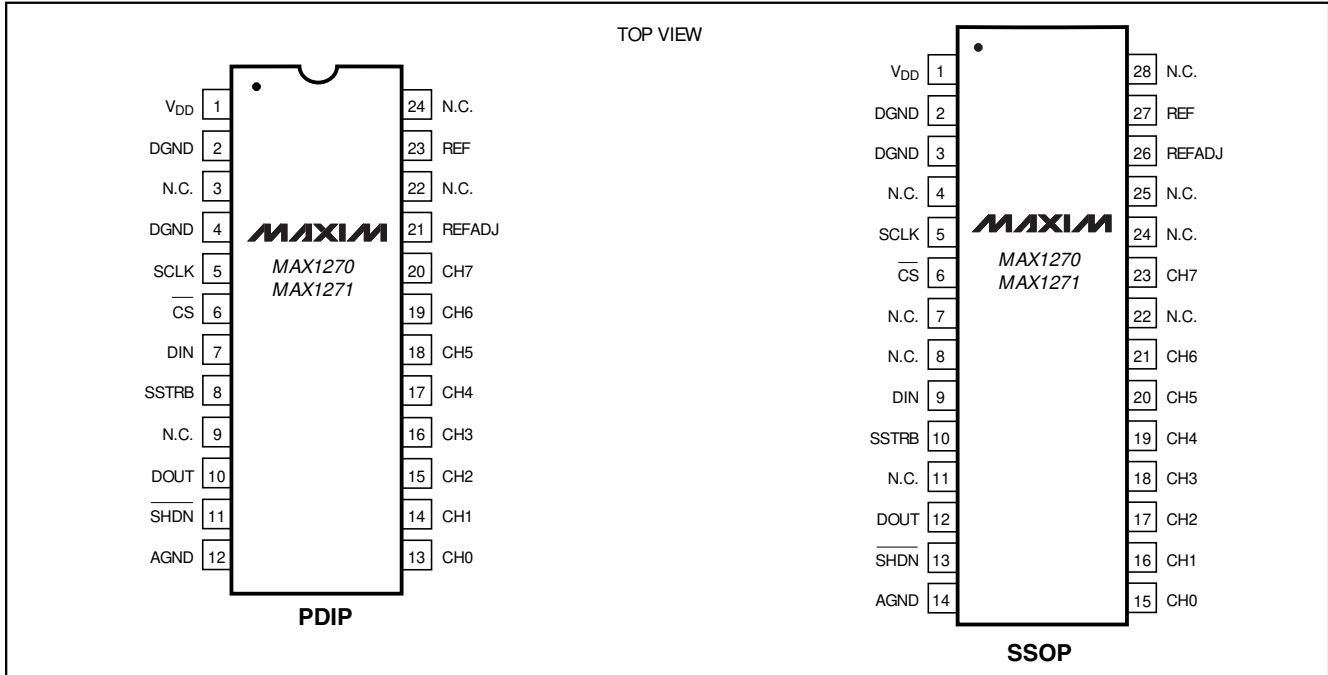 TOP VIEW
VDD 1
DGND 2
N.C. 3
DGND 4
SCLK 5
CS 6
DIN 7
SSTRB 8
N.C. 9
DOUT 10
SHDN 11
AGND 12
MAXIM
MAX1270
MAX1271
24 N.C.
23 REF
22 N.C.
21 REFADJ
20 CH7
19 CH6
18 CH5
17 CH4
16 CH3
15 CH2
14 CH1
13 CH0
PDIP
VDD 1
DGND 2
DGND 3
N.C. 4
SCLK 5
CS 6
N.C. 7
N.C. 8
DIN 9
SSTRB 10
N.C. 11
DOUT 12
SHDN 13
AGND 14
MAXIM
MAX1270
MAX1271
28 N.C.
27 REF
26 REFADJ
25 N.C.
24 N.C.
23 CH7
22 N.C.
21 CH6
20 CH5
19 CH4
18 CH3
17 CH2
16 CH1
15 CH0
SSOP